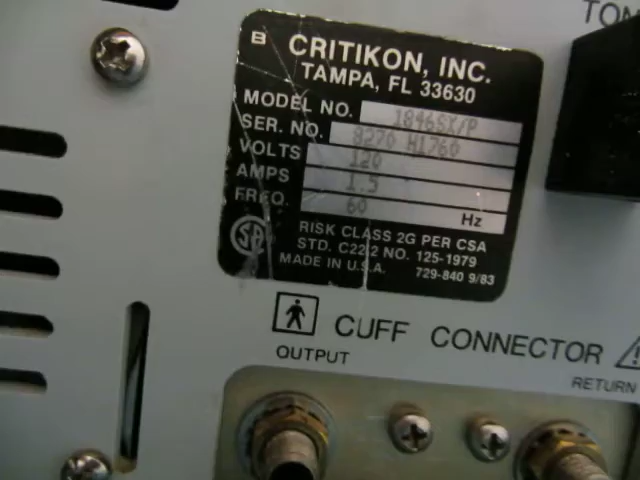 CRITIKON, INC.
TAMPA, FL 33630
MODEL NO. 1846SX/P
SER. NO. 8270 H1760
VOLTS 120
AMPS 1.5
FREQ. 60 Hz
RISK CLASS 2G PER CSA
STD. C22.2 NO. 125-1979
MADE IN U.S.A. 729-840 9/83
CUFF CONNECTOR
OUTPUT
RETURN